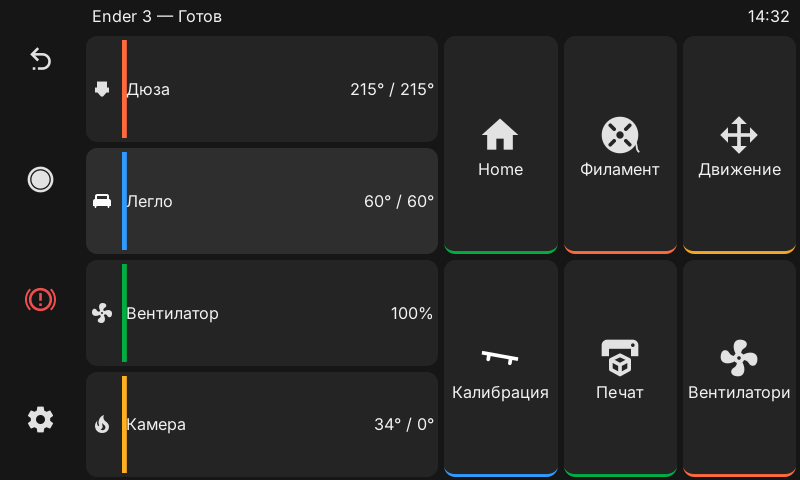 Ender 3 — Готов
14:32
Дюза 215° / 215°
Легло 60° / 60°
Вентилатор 100%
Камера 34° / 0°
Home
Филамент
Движение
Калибрация
Печат
Вентилатори